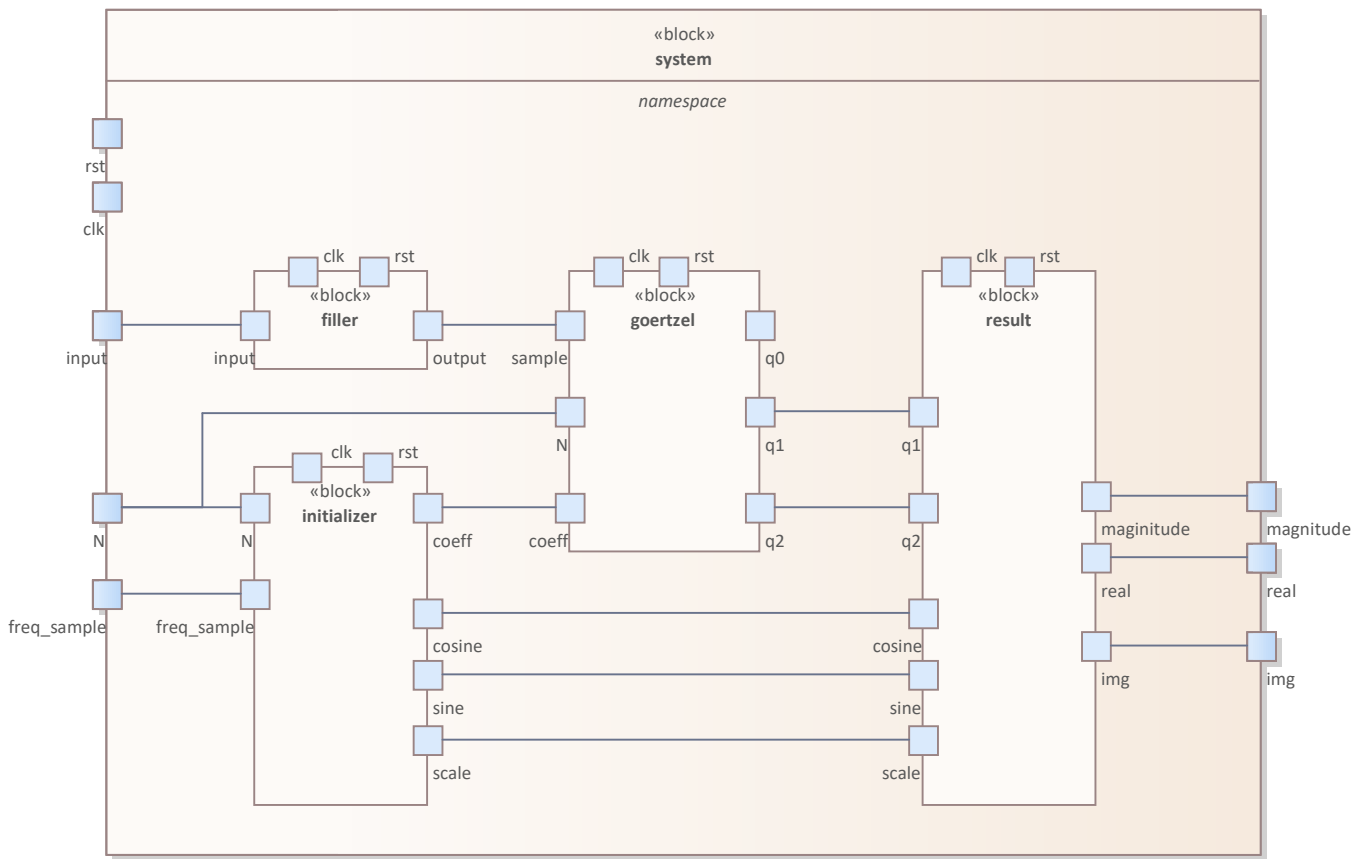 «block»
system
namespace
rst
clk
clk rst
«block»
filler
input
input
output
clk rst
«block»
goertzel
sample
N
coeff
q0
q1
q2
clk rst
«block»
result
q1
q2
cosine
sine
scale
maginitude
real
img
magnitude
real
img
clk rst
«block»
initializer
N
N
freq_sample
freq_sample
coeff
cosine
sine
scale